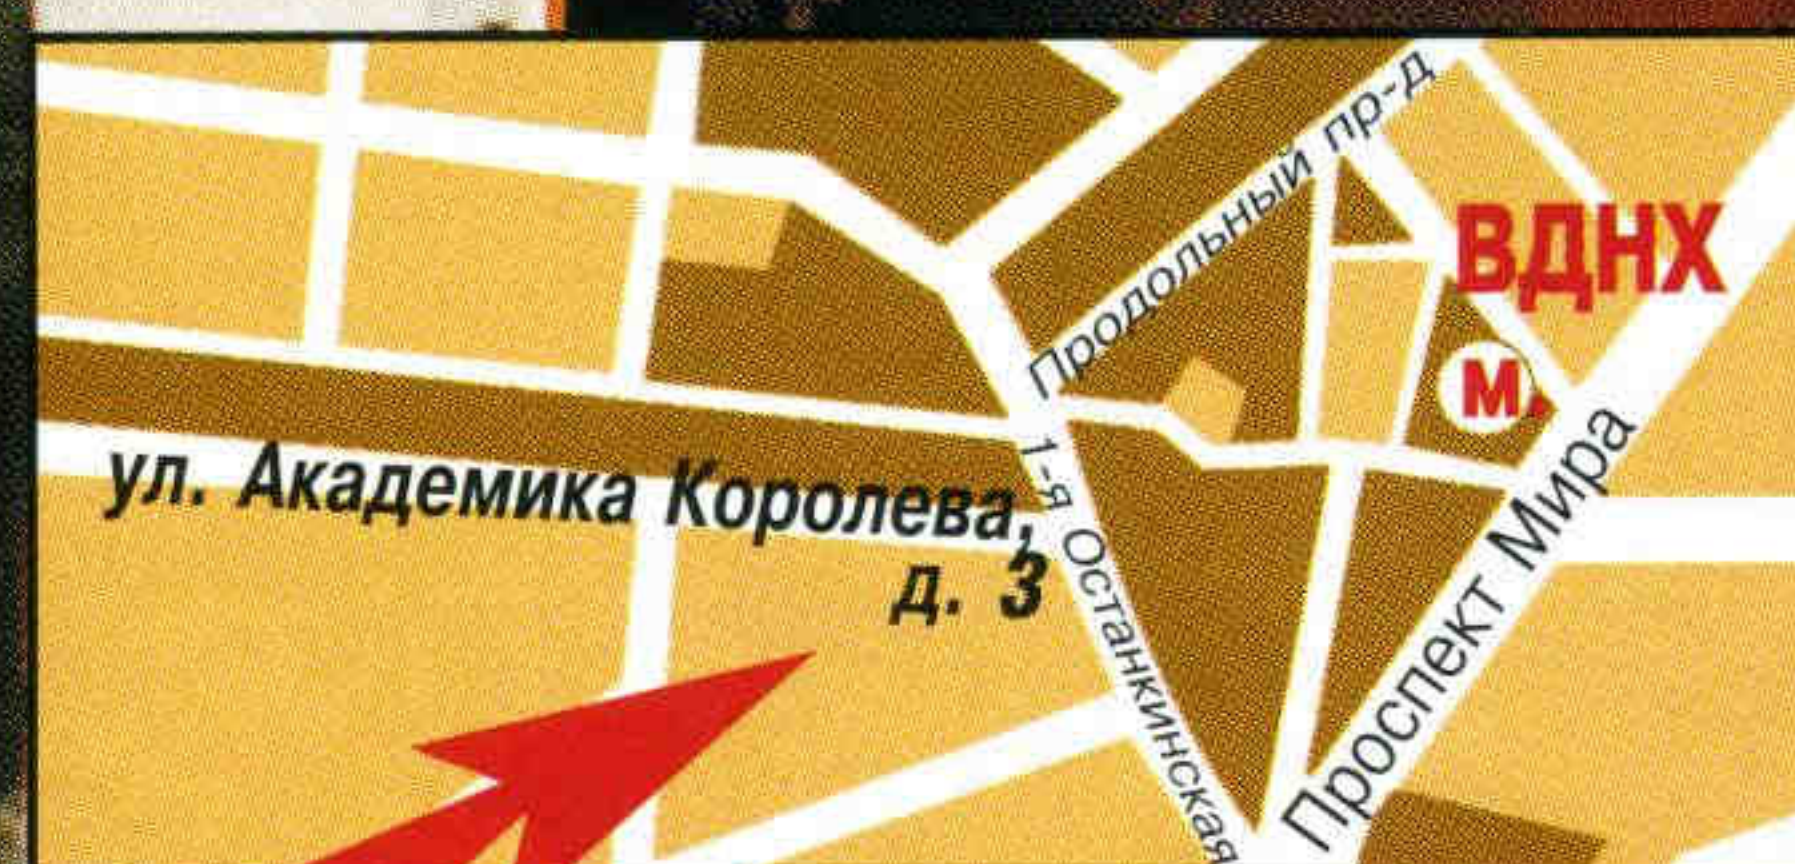 Продольный пр-д
ВДНХ
М.
ул. Академика Королева,
д. 3
1-я Останкинская
Проспект Мира